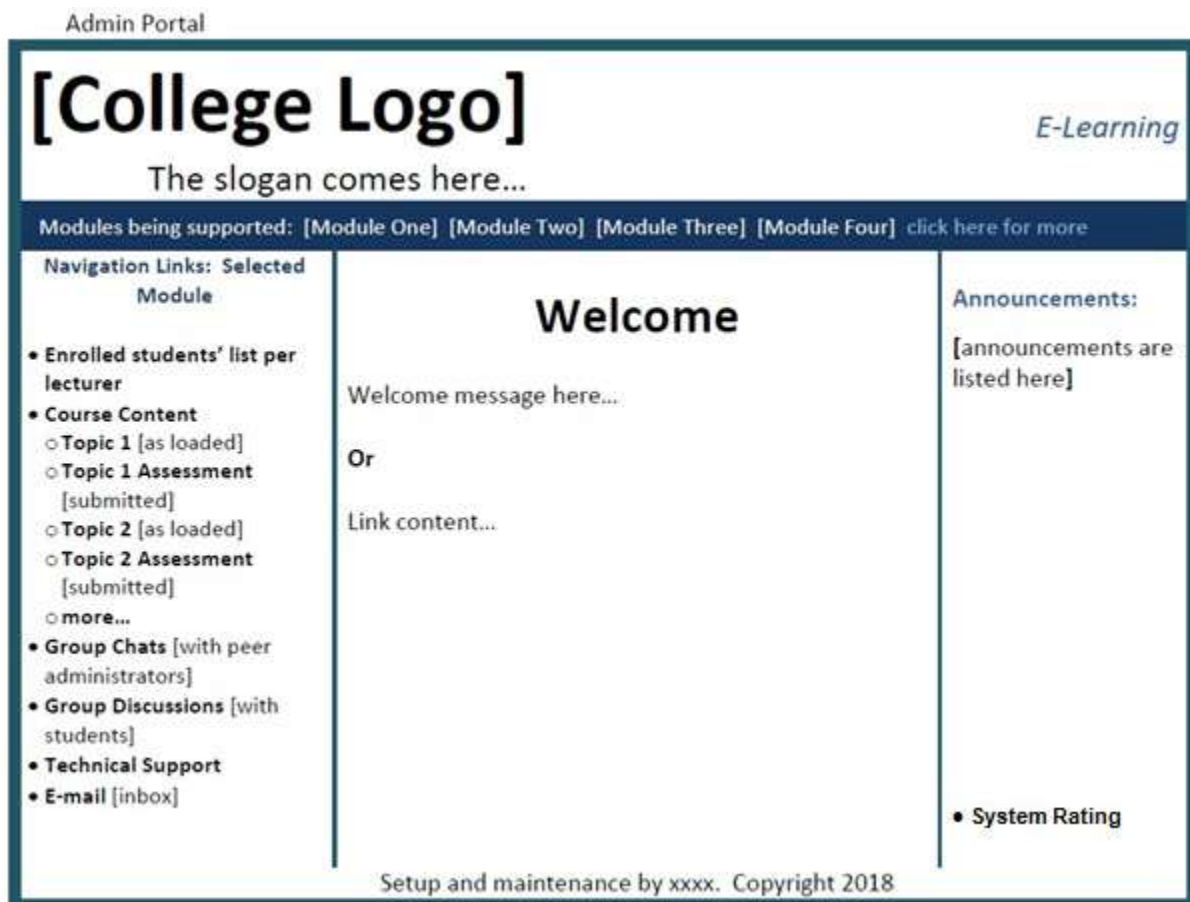 Admin Portal
[College Logo]
E-Learning
The slogan comes here...
Modules being supported: [Module One] [Module Two] [Module Three] [Module Four] click here for more
Navigation Links: Selected
Module
• Enrolled students’ list per
lecturer
• Course Content
○ Topic 1 [as loaded]
○ Topic 1 Assessment
[submitted]
○ Topic 2 [as loaded]
○ Topic 2 Assessment
[submitted]
○ more...
• Group Chats [with peer
administrators]
• Group Discussions [with
students]
• Technical Support
• E-mail [inbox]
Welcome
Welcome message here...
Or
Link content...
Announcements:
[announcements are
listed here]
• System Rating
Setup and maintenance by xxxx. Copyright 2018